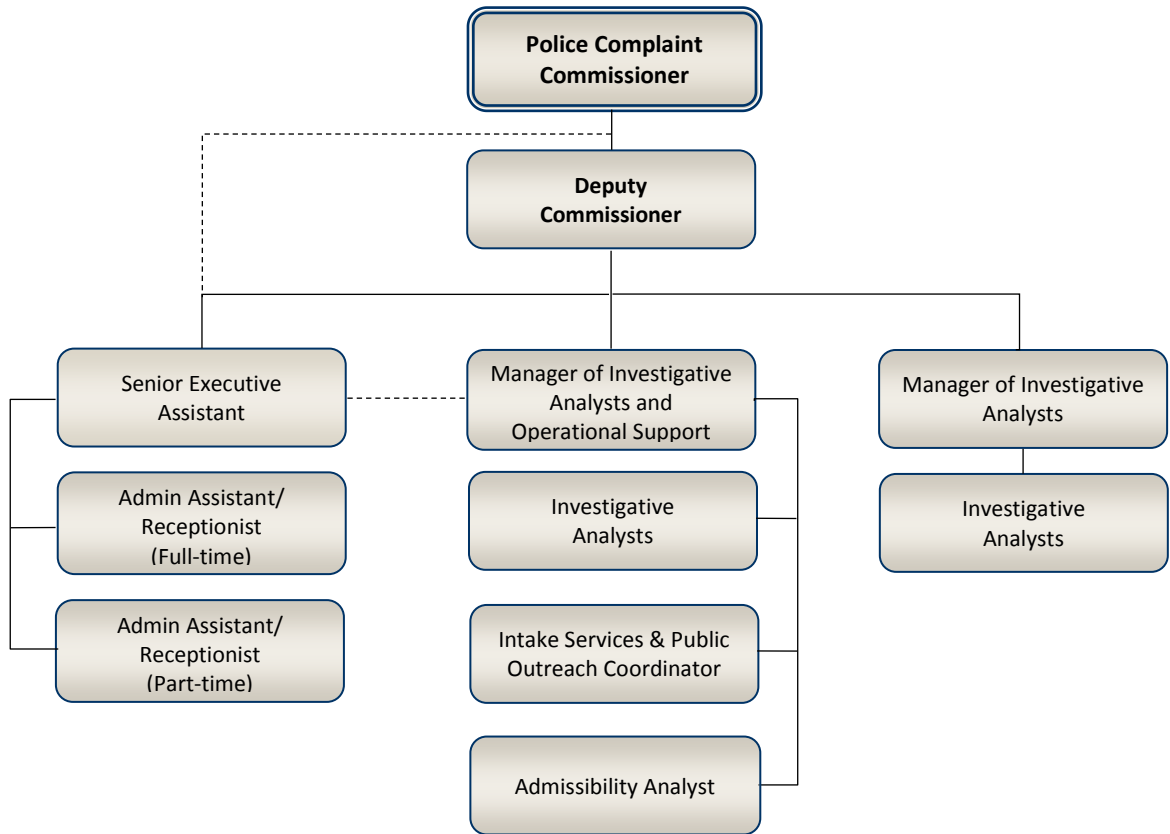 Police Complaint
Commissioner
Deputy
Commissioner
Senior Executive
Assistant
Manager of Investigative
Analysts and
Operational Support
Manager of Investigative
Analysts
Admin Assistant/
Receptionist
(Full-time)
Investigative
Analysts
Investigative
Analysts
Admin Assistant/
Receptionist
(Part-time)
Intake Services & Public
Outreach Coordinator
Admissibility Analyst